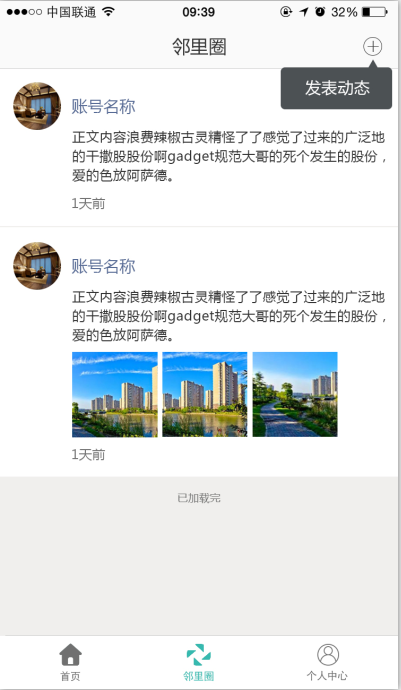 中国联通 09:39 32%
邻里圈
发表动态
账号名称
正文内容浪费辣椒古灵精怪了了感觉了过来的广泛地
的干撒股股份啊gadget规范大哥的死个发生的股份，
爱的色放阿萨德。
1天前
账号名称
正文内容浪费辣椒古灵精怪了了感觉了过来的广泛地
的干撒股股份啊gadget规范大哥的死个发生的股份，
爱的色放阿萨德。
1天前
已加载完
首页 邻里圈 个人中心